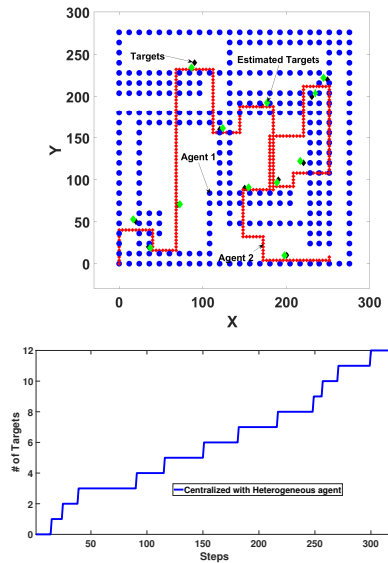 300
250
200
150
100
50
0
Y
Targets
Estimated Targets
Agent 1
Agent 2
0 100 200 300
X
12
10
8
6
4
2
0
# of Targets
Centralized with Heterogeneous agent
50 100 150 200 250 300
Steps